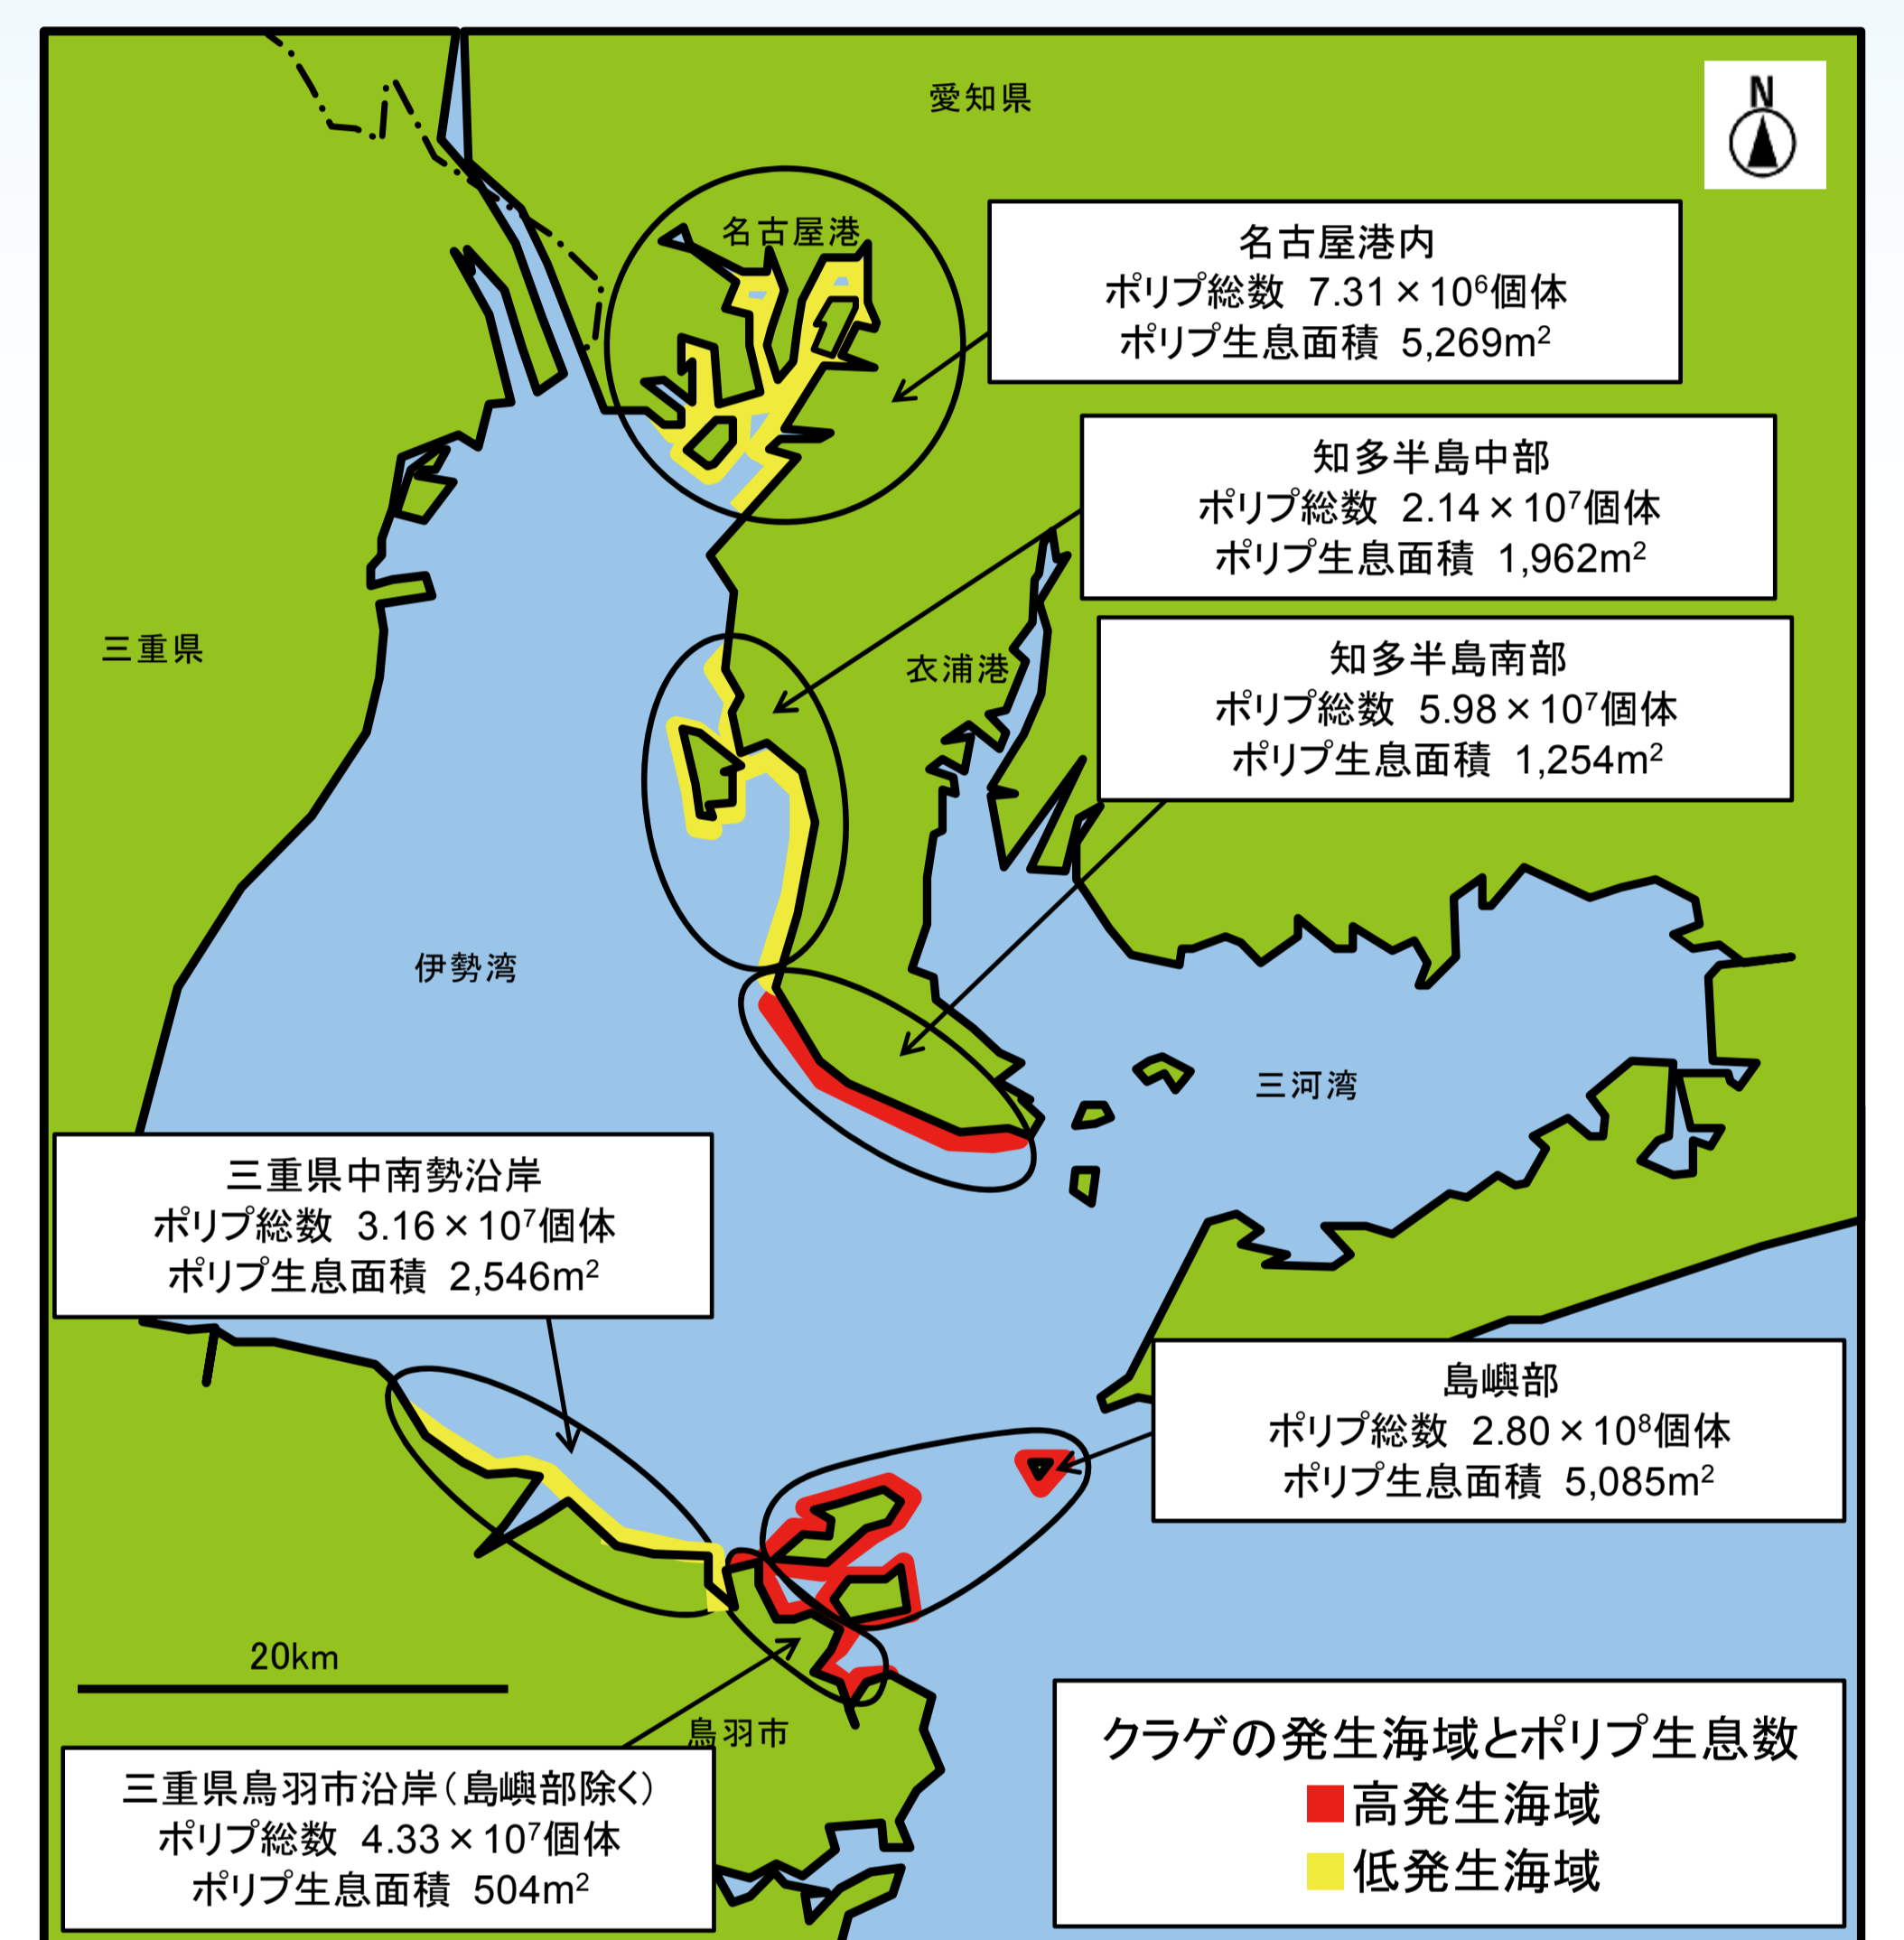 愛知県
N
名古屋港
名古屋港内
ポリプ総数 7.31×10⁶個体
ポリプ生息面積 5,269m²
知多半島中部
ポリプ総数 2.14×10⁷個体
ポリプ生息面積 1,962m²
三重県
衣浦港
知多半島南部
ポリプ総数 5.98×10⁷個体
ポリプ生息面積 1,254m²
伊勢湾
三河湾
三重県中南勢沿岸
ポリプ総数 3.16×10⁷個体
ポリプ生息面積 2,546m²
島嶼部
ポリプ総数 2.80×10⁸個体
ポリプ生息面積 5,085m²
20km
鳥羽市
三重県鳥羽市沿岸(島嶼部除く)
ポリプ総数 4.33×10⁷個体
ポリプ生息面積 504m²
クラゲの発生海域とポリプ生息数
高発生海域
低発生海域